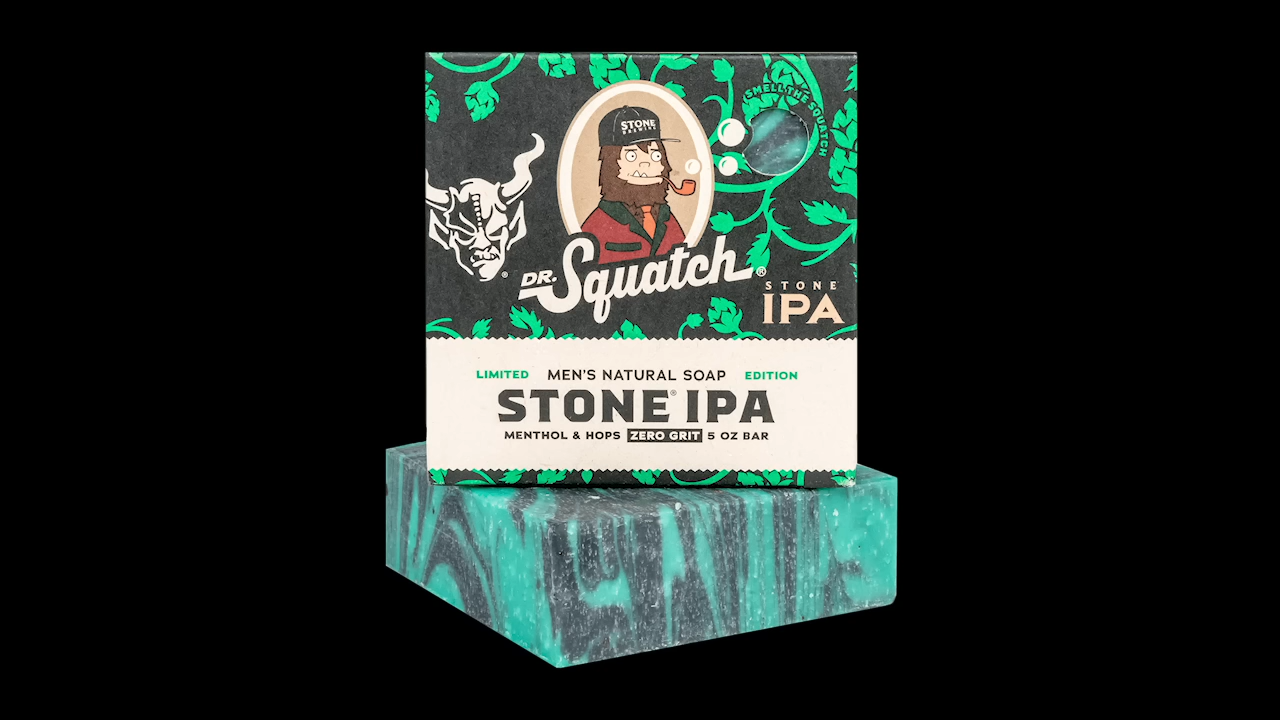 SMELL THE SQUATCH
STONE
BREWING
DR. Squatch®
®
STONE
IPA
LIMITED MEN'S NATURAL SOAP EDITION
STONE® IPA
MENTHOL & HOPS ZERO GRIT 5 OZ BAR